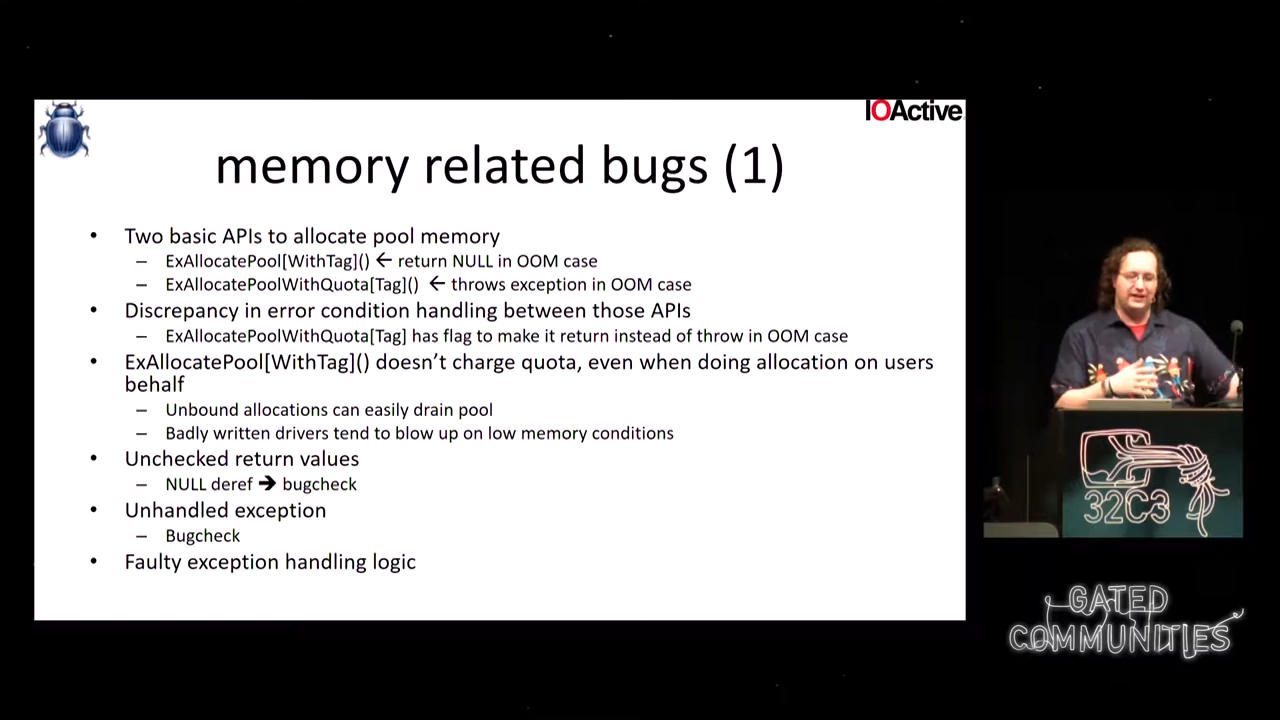 IOActive
memory related bugs (1)
• Two basic APIs to allocate pool memory
– ExAllocatePool[WithTag]() ← return NULL in OOM case
– ExAllocatePoolWithQuota[Tag]() ← throws exception in OOM case
• Discrepancy in error condition handling between those APIs
– ExAllocatePoolWithQuota[Tag] has flag to make it return instead of throw in OOM case
• ExAllocatePool[WithTag]() doesn’t charge quota, even when doing allocation on users
behalf
– Unbound allocations can easily drain pool
– Badly written drivers tend to blow up on low memory conditions
• Unchecked return values
– NULL deref ➔ bugcheck
• Unhandled exception
– Bugcheck
• Faulty exception handling logic
32C3
GATED
COMMUNITIES